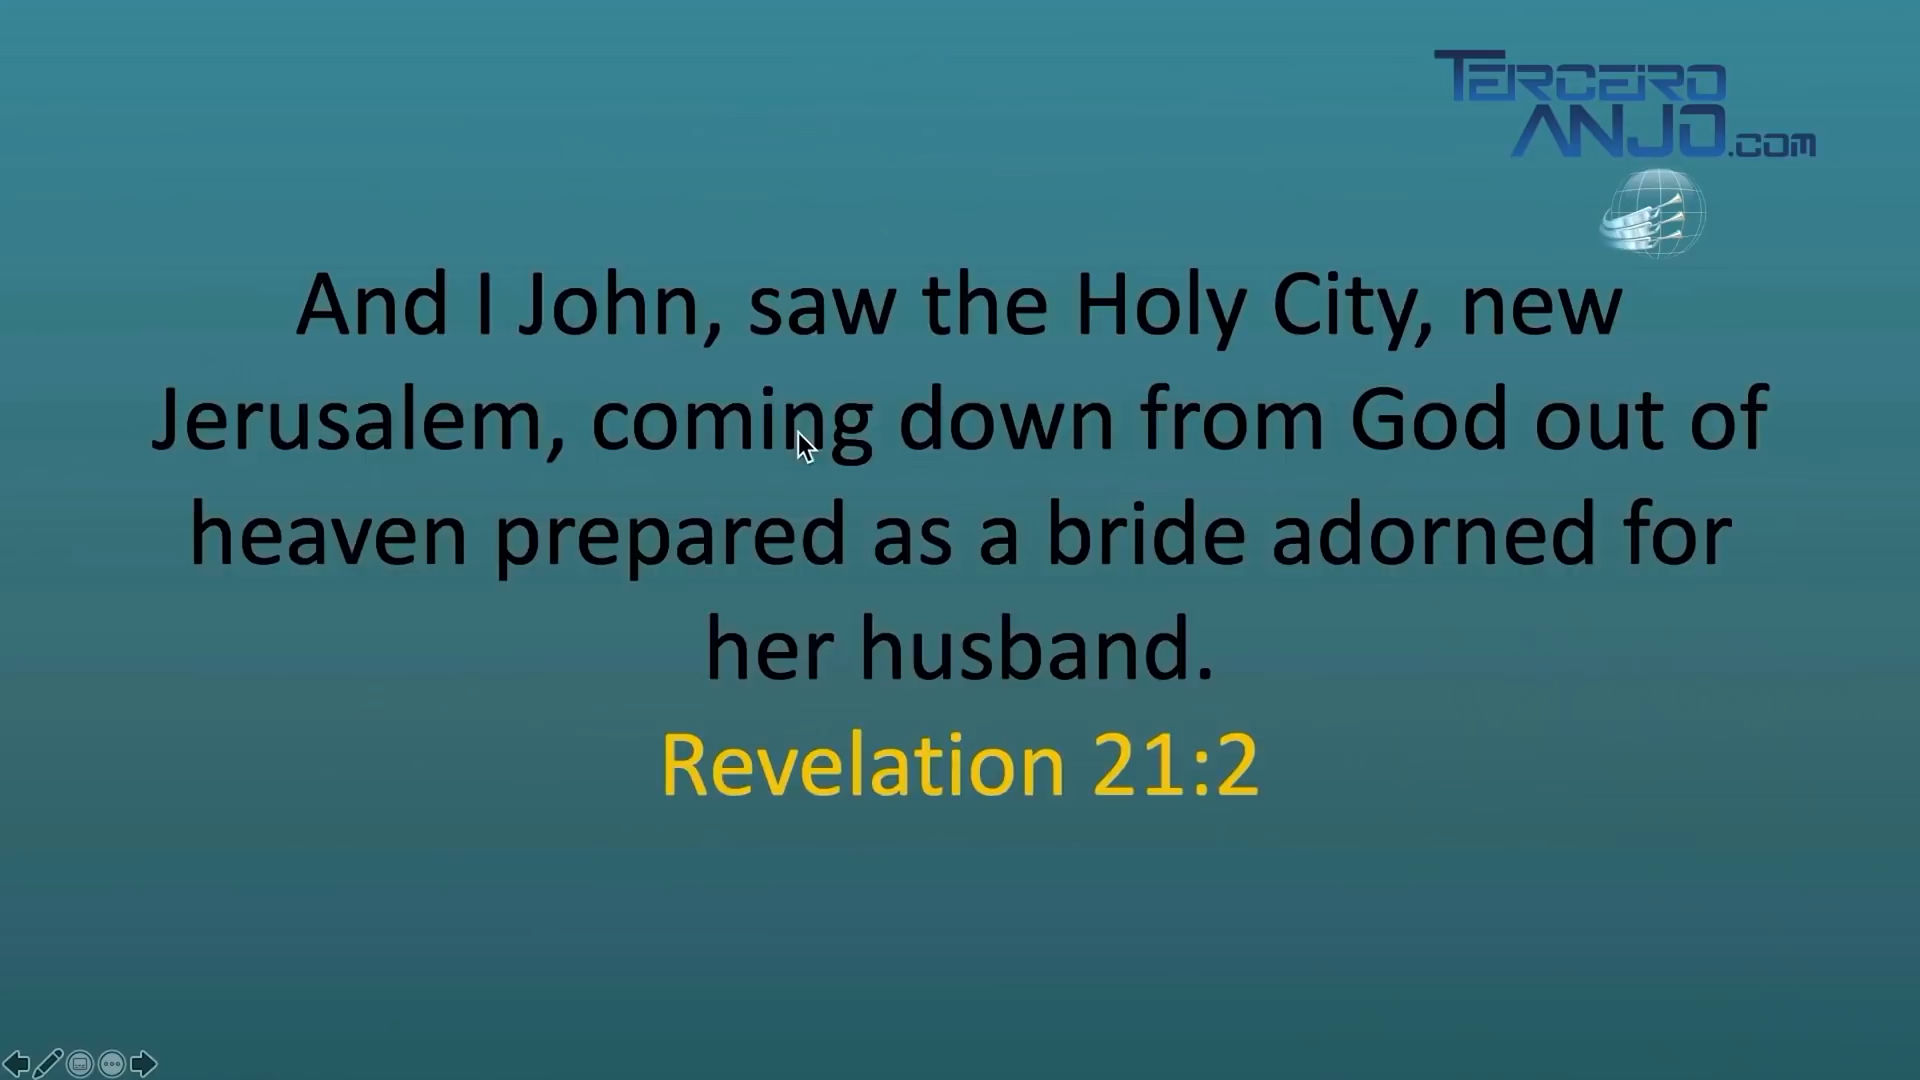 TERCEIRO
ANJO.COM
And I John, saw the Holy City, new
Jerusalem, coming down from God out of
heaven prepared as a bride adorned for
her husband.
Revelation 21:2